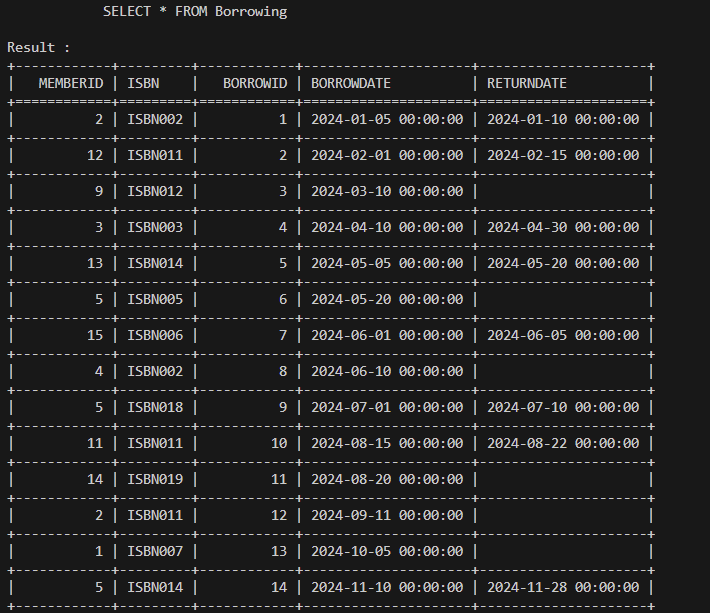 SELECT * FROM Borrowing
Result :
+------------+---------+------------+---------------------+---------------------+
|   MEMBERID | ISBN    |   BORROWID | BORROWDATE          | RETURNDATE          |
+============+=========+============+=====================+=====================+
|          2 | ISBN002 |          1 | 2024-01-05 00:00:00 | 2024-01-10 00:00:00 |
+------------+---------+------------+---------------------+---------------------+
|         12 | ISBN011 |          2 | 2024-02-01 00:00:00 | 2024-02-15 00:00:00 |
+------------+---------+------------+---------------------+---------------------+
|          9 | ISBN012 |          3 | 2024-03-10 00:00:00 |                     |
+------------+---------+------------+---------------------+---------------------+
|          3 | ISBN003 |          4 | 2024-04-10 00:00:00 | 2024-04-30 00:00:00 |
+------------+---------+------------+---------------------+---------------------+
|         13 | ISBN014 |          5 | 2024-05-05 00:00:00 | 2024-05-20 00:00:00 |
+------------+---------+------------+---------------------+---------------------+
|          5 | ISBN005 |          6 | 2024-05-20 00:00:00 |                     |
+------------+---------+------------+---------------------+---------------------+
|         15 | ISBN006 |          7 | 2024-06-01 00:00:00 | 2024-06-05 00:00:00 |
+------------+---------+------------+---------------------+---------------------+
|          4 | ISBN002 |          8 | 2024-06-10 00:00:00 |                     |
+------------+---------+------------+---------------------+---------------------+
|          5 | ISBN018 |          9 | 2024-07-01 00:00:00 | 2024-07-10 00:00:00 |
+------------+---------+------------+---------------------+---------------------+
|         11 | ISBN011 |         10 | 2024-08-15 00:00:00 | 2024-08-22 00:00:00 |
+------------+---------+------------+---------------------+---------------------+
|         14 | ISBN019 |         11 | 2024-08-20 00:00:00 |                     |
+------------+---------+------------+---------------------+---------------------+
|          2 | ISBN011 |         12 | 2024-09-11 00:00:00 |                     |
+------------+---------+------------+---------------------+---------------------+
|          1 | ISBN007 |         13 | 2024-10-05 00:00:00 |                     |
+------------+---------+------------+---------------------+---------------------+
|          5 | ISBN014 |         14 | 2024-11-10 00:00:00 | 2024-11-28 00:00:00 |
+------------+---------+------------+---------------------+---------------------+